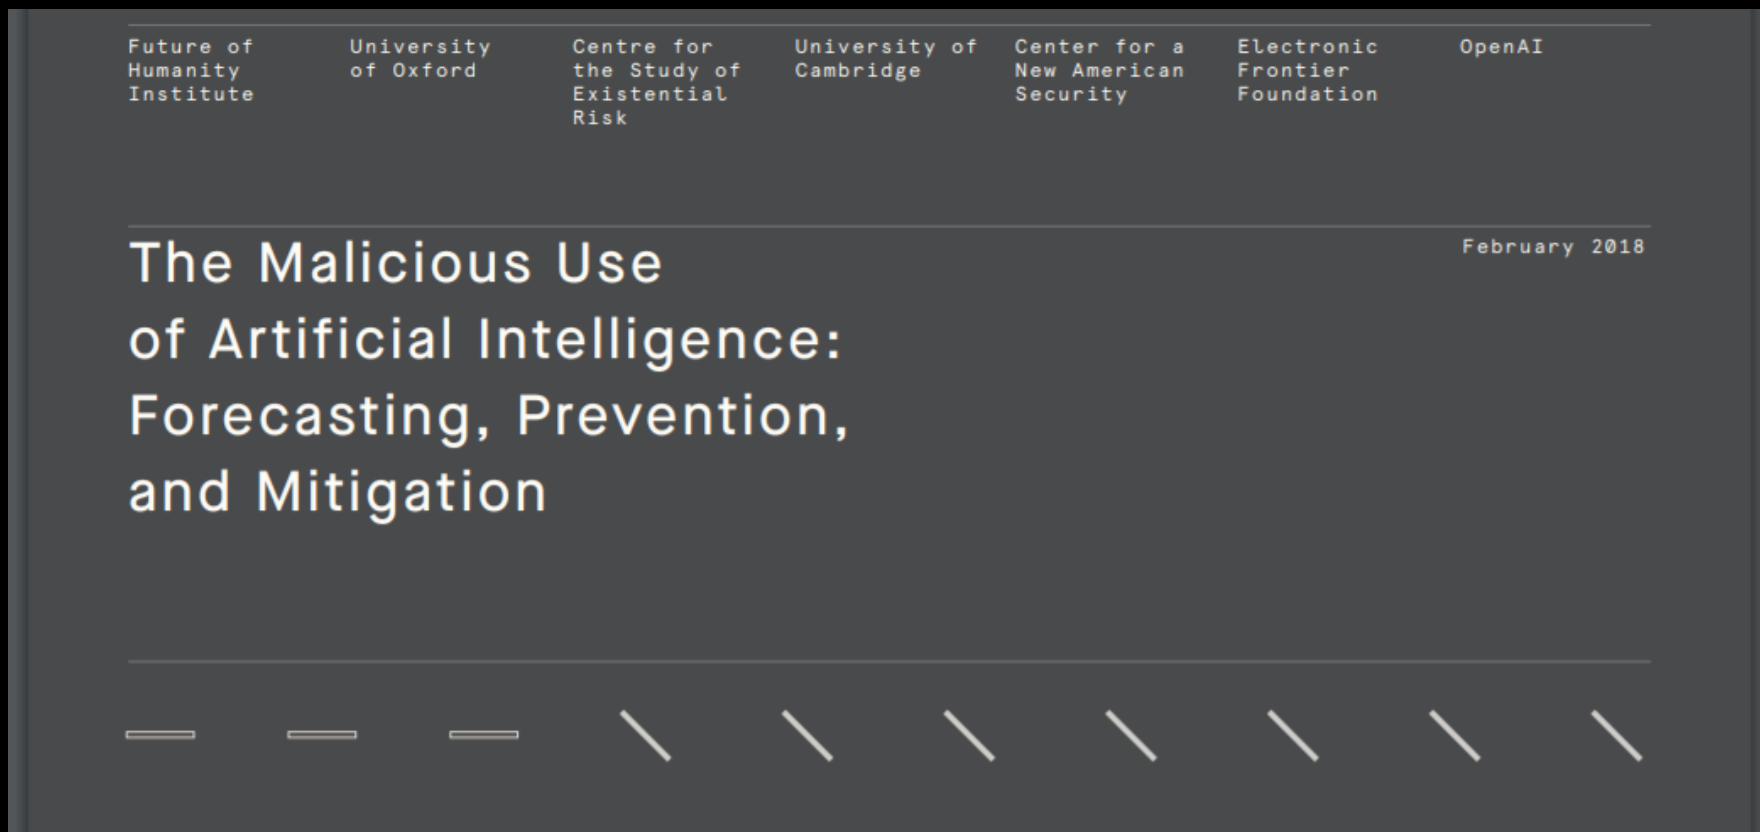 Future of
Humanity
Institute
University
of Oxford
Centre for
the Study of
Existential
Risk
University of
Cambridge
Center for a
New American
Security
Electronic
Frontier
Foundation
OpenAI
The Malicious Use
of Artificial Intelligence:
Forecasting, Prevention,
and Mitigation
February 2018